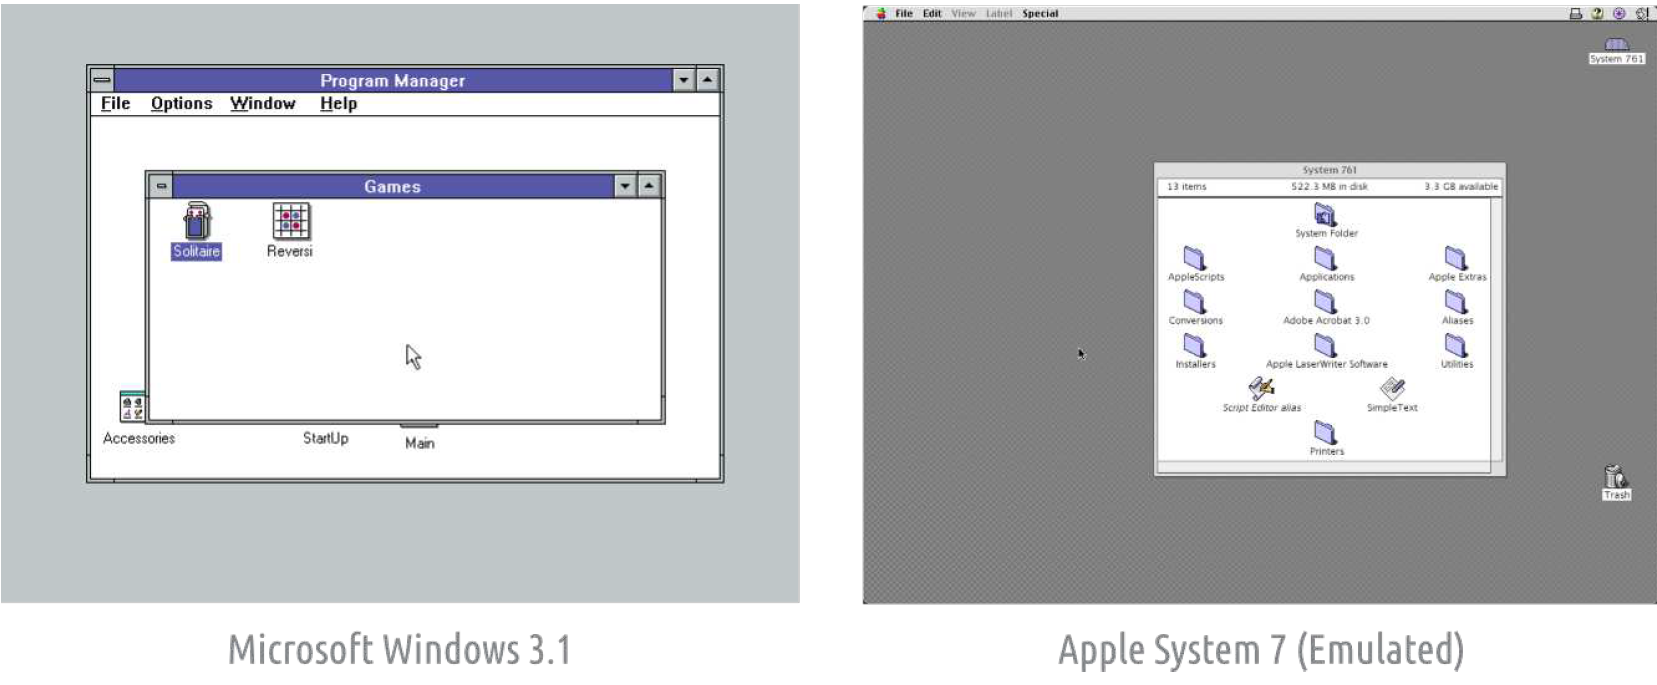 Program Manager
File Options Window Help
Games
Solitaire Reversi
Accessories StartUp Main
Microsoft Windows 3.1
File Edit View Label Special
System 761
System 761
13 items 522.3 MB in disk 3.3 GB available
System Folder
AppleScripts Applications Apple Extras
Conversions Adobe Acrobat 3.0 Aliases
Installers Apple LaserWriter Software Utilities
Script Editor alias SimpleText
Printers
Trash
Apple System 7 (Emulated)